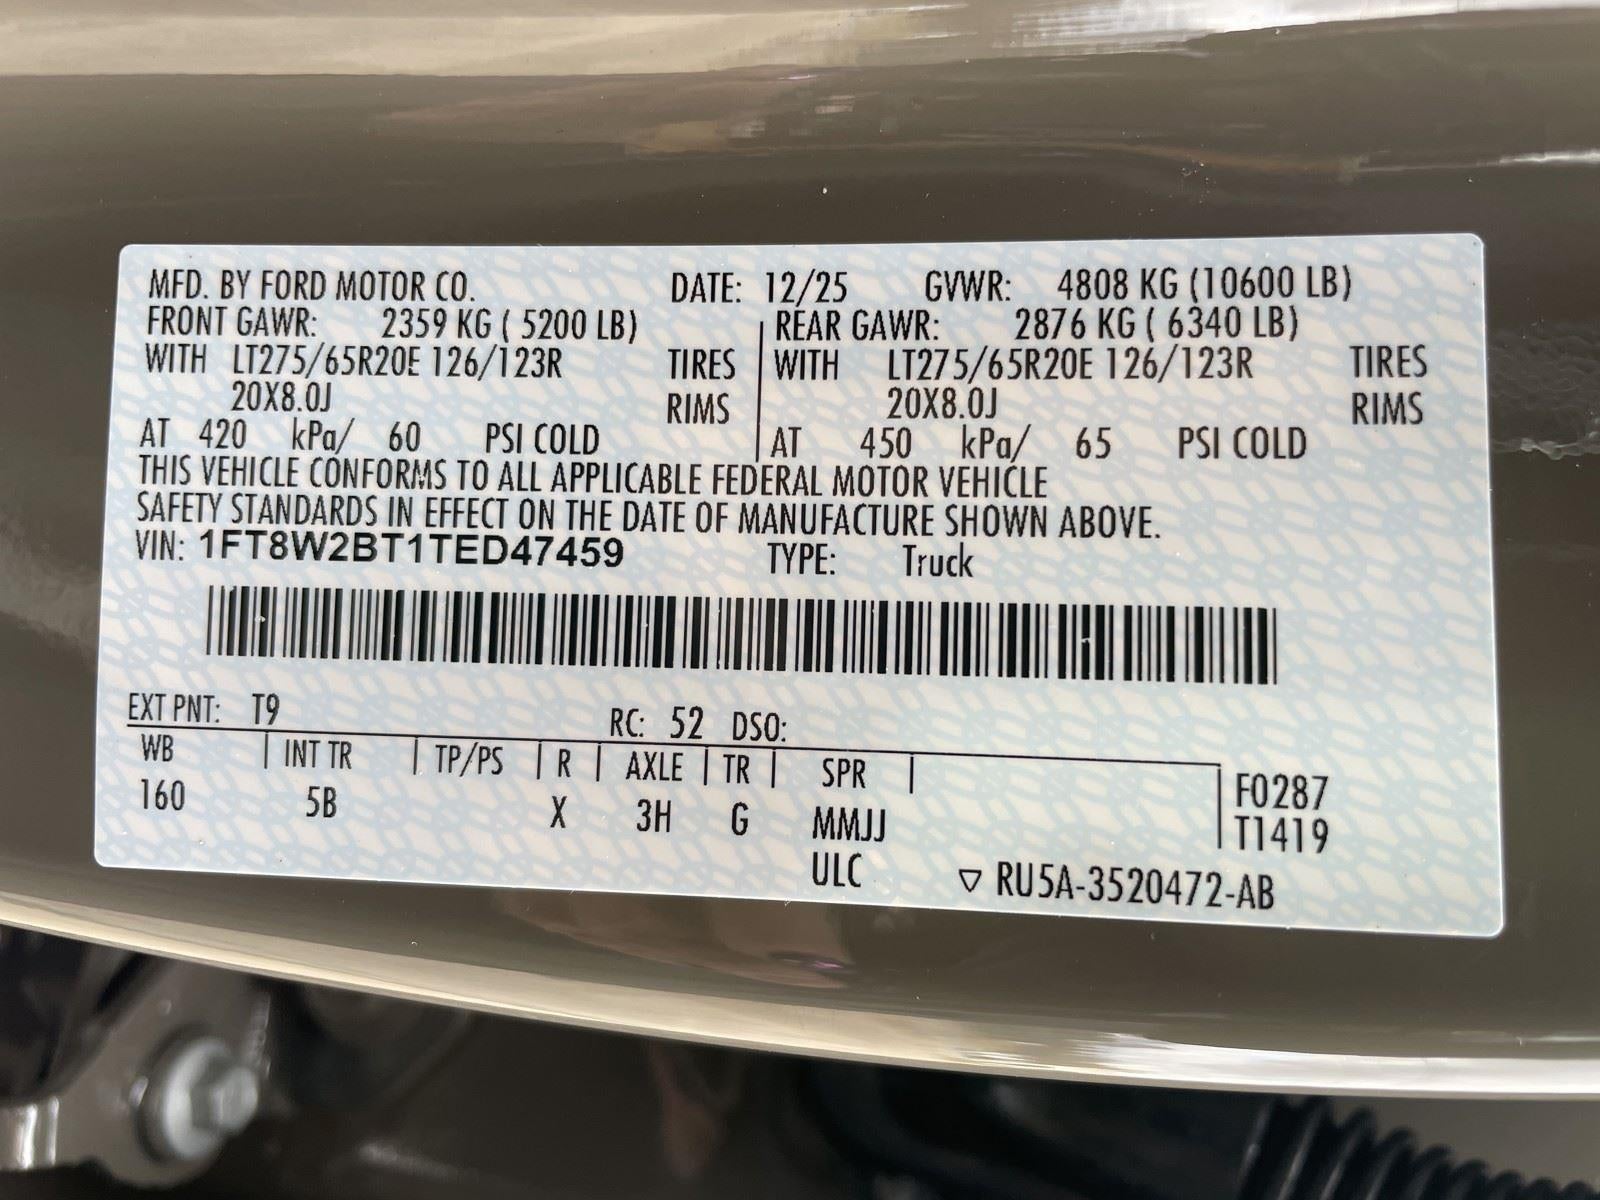 MFD. BY FORD MOTOR CO. DATE: 12/25 GVWR: 4808 KG (10600 LB)
FRONT GAWR: 2359 KG ( 5200 LB) REAR GAWR: 2876 KG ( 6340 LB)
WITH LT275/65R20E 126/123R TIRES WITH LT275/65R20E 126/123R TIRES
20X8.0J RIMS 20X8.0J RIMS
AT 420 kPa/ 60 PSI COLD AT 450 kPa/ 65 PSI COLD
THIS VEHICLE CONFORMS TO ALL APPLICABLE FEDERAL MOTOR VEHICLE
SAFETY STANDARDS IN EFFECT ON THE DATE OF MANUFACTURE SHOWN ABOVE.
VIN: 1FT8W2BT1TED47459 TYPE: Truck
EXT PNT: T9 RC: 52 DSO:
WB INT TR TP/PS R AXLE TR SPR F0287
160 5B X 3H G MMJJ T1419
ULC ▽ RU5A-3520472-AB